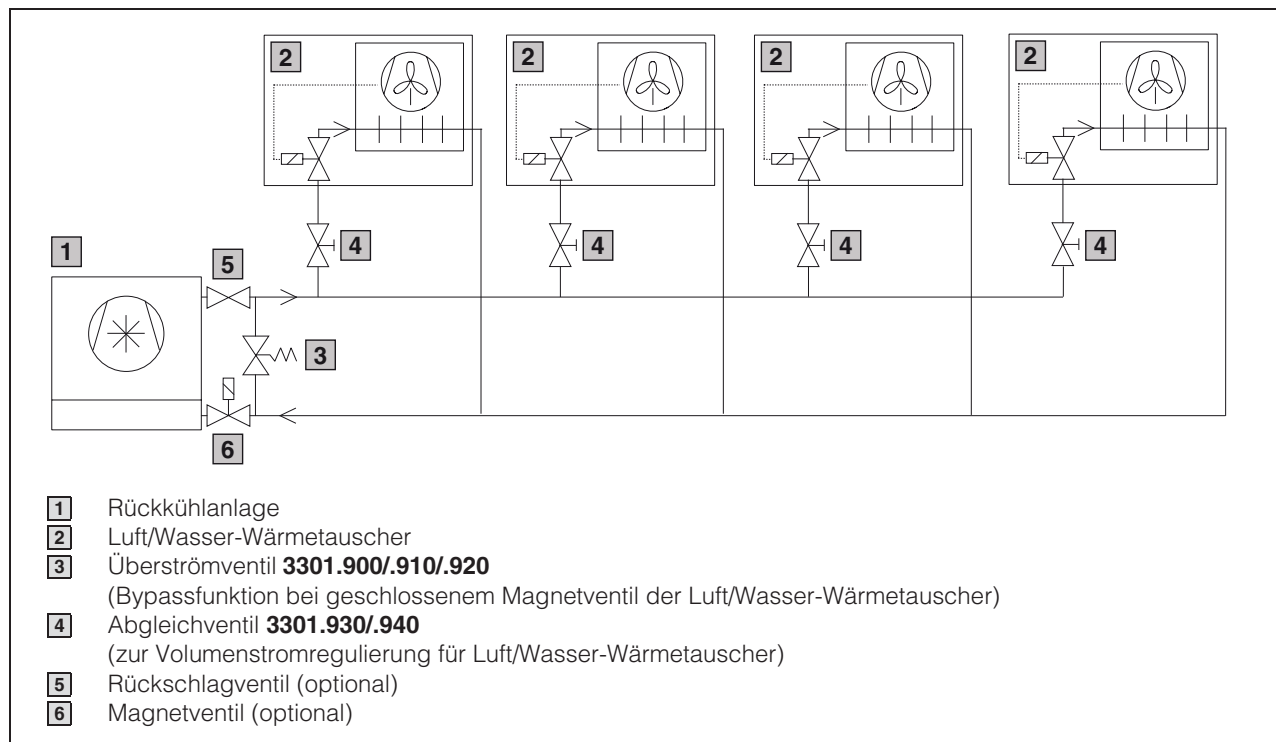 2 2 2 2
4 4 4 4
1
5
3
6
1 Rückkühlanlage
2 Luft/Wasser-Wärmetauscher
3 Überströmventil 3301.900/.910/.920
(Bypassfunktion bei geschlossenem Magnetventil der Luft/Wasser-Wärmetauscher)
4 Abgleichventil 3301.930/.940
(zur Volumenstromregulierung für Luft/Wasser-Wärmetauscher)
5 Rückschlagventil (optional)
6 Magnetventil (optional)